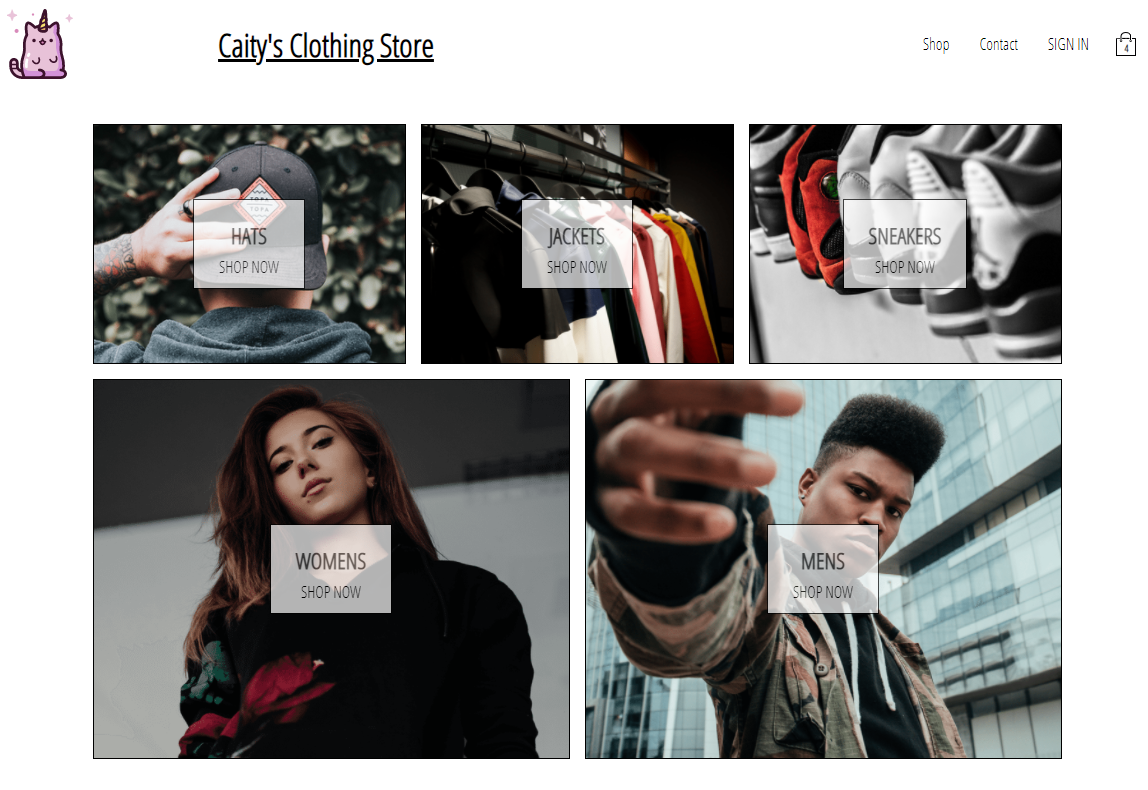 Caity's Clothing Store
Shop
Contact
SIGN IN
4
HATS
SHOP NOW
JACKETS
SHOP NOW
SNEAKERS
SHOP NOW
WOMENS
SHOP NOW
MENS
SHOP NOW